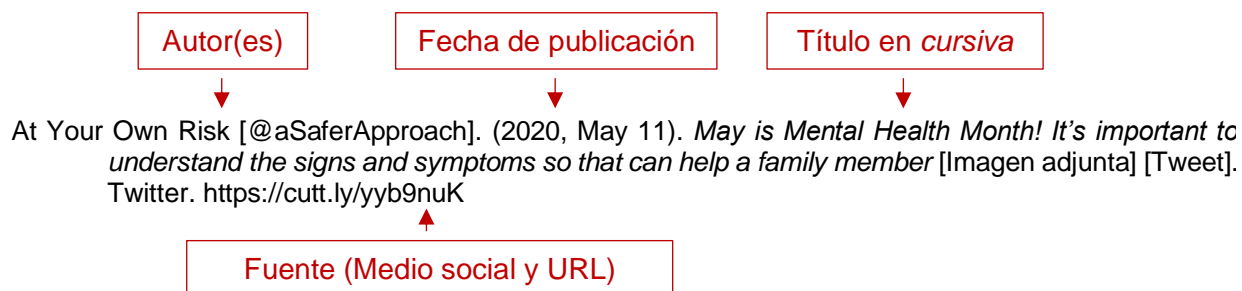 Autor(es)
Fecha de publicación
Título en cursiva
At Your Own Risk [@aSaferApproach]. (2020, May 11). May is Mental Health Month! It's important to
understand the signs and symptoms so that can help a family member [Imagen adjunta] [Tweet].
Twitter. https://cutt.ly/yyb9nuK
Fuente (Medio social y URL)